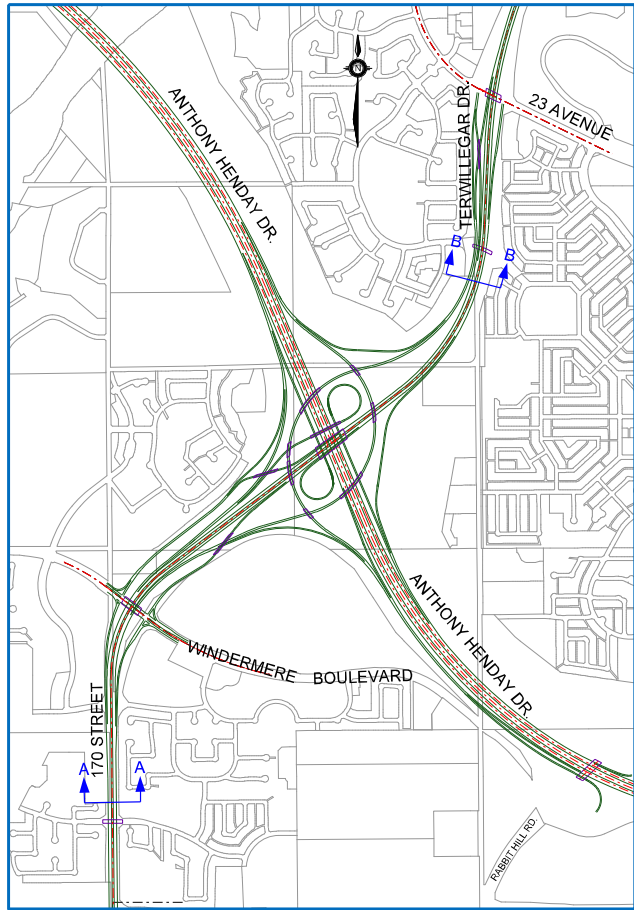 ANTHONY HENDAY DR.
TERWILLEGAR DR.
23 AVENUE
B
B
ANTHONY HENDAY DR.
WINDERMERE BOULEVARD
170 STREET
A
A
RABBIT HILL RD.